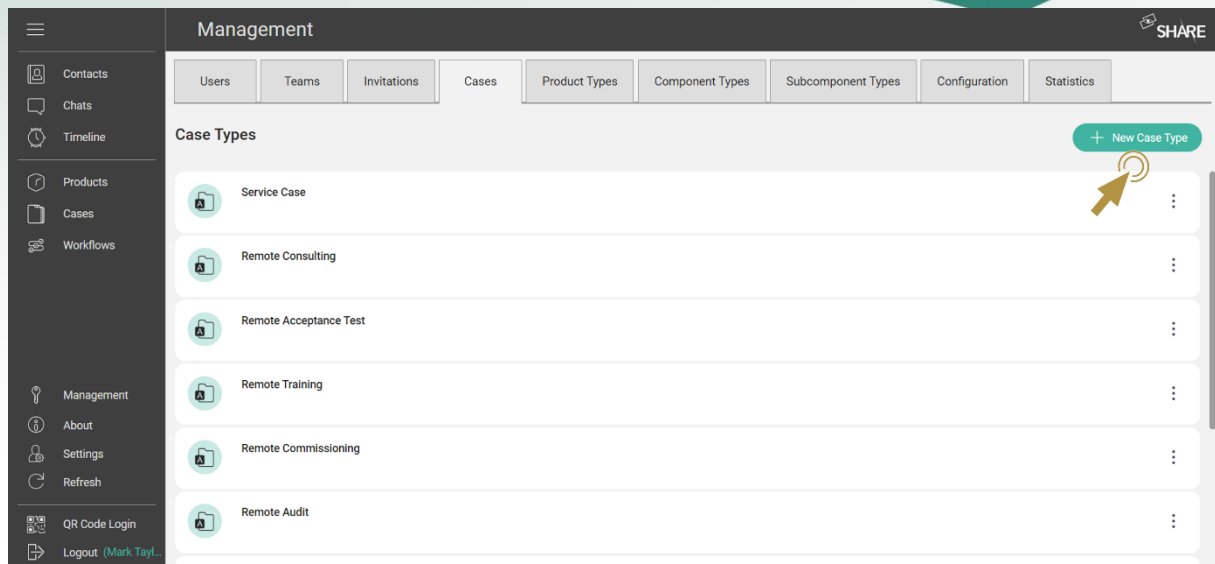 Management
SHARE
Contacts
Chats
Timeline
Products
Cases
Workflows
Management
About
Settings
Refresh
QR Code Login
Logout (Mark Tayl...
Users Teams Invitations Cases Product Types Component Types Subcomponent Types Configuration Statistics
Case Types
+ New Case Type
A Service Case
A Remote Consulting
A Remote Acceptance Test
A Remote Training
A Remote Commissioning
A Remote Audit